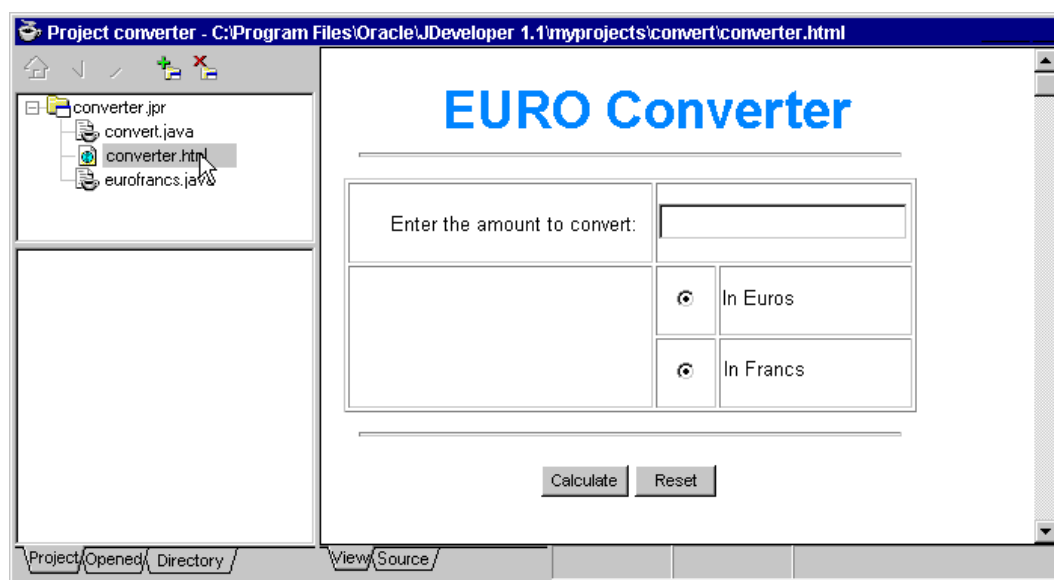 Project converter - C:\Program Files\Oracle\JDeveloper 1.1\myprojects\convert\converter.html
converter.jpr
convert.java
converter.html
eurofrancs.java
EURO Converter
Enter the amount to convert:
In Euros
In Francs
Calculate
Reset
Project
Opened
Directory
View
Source